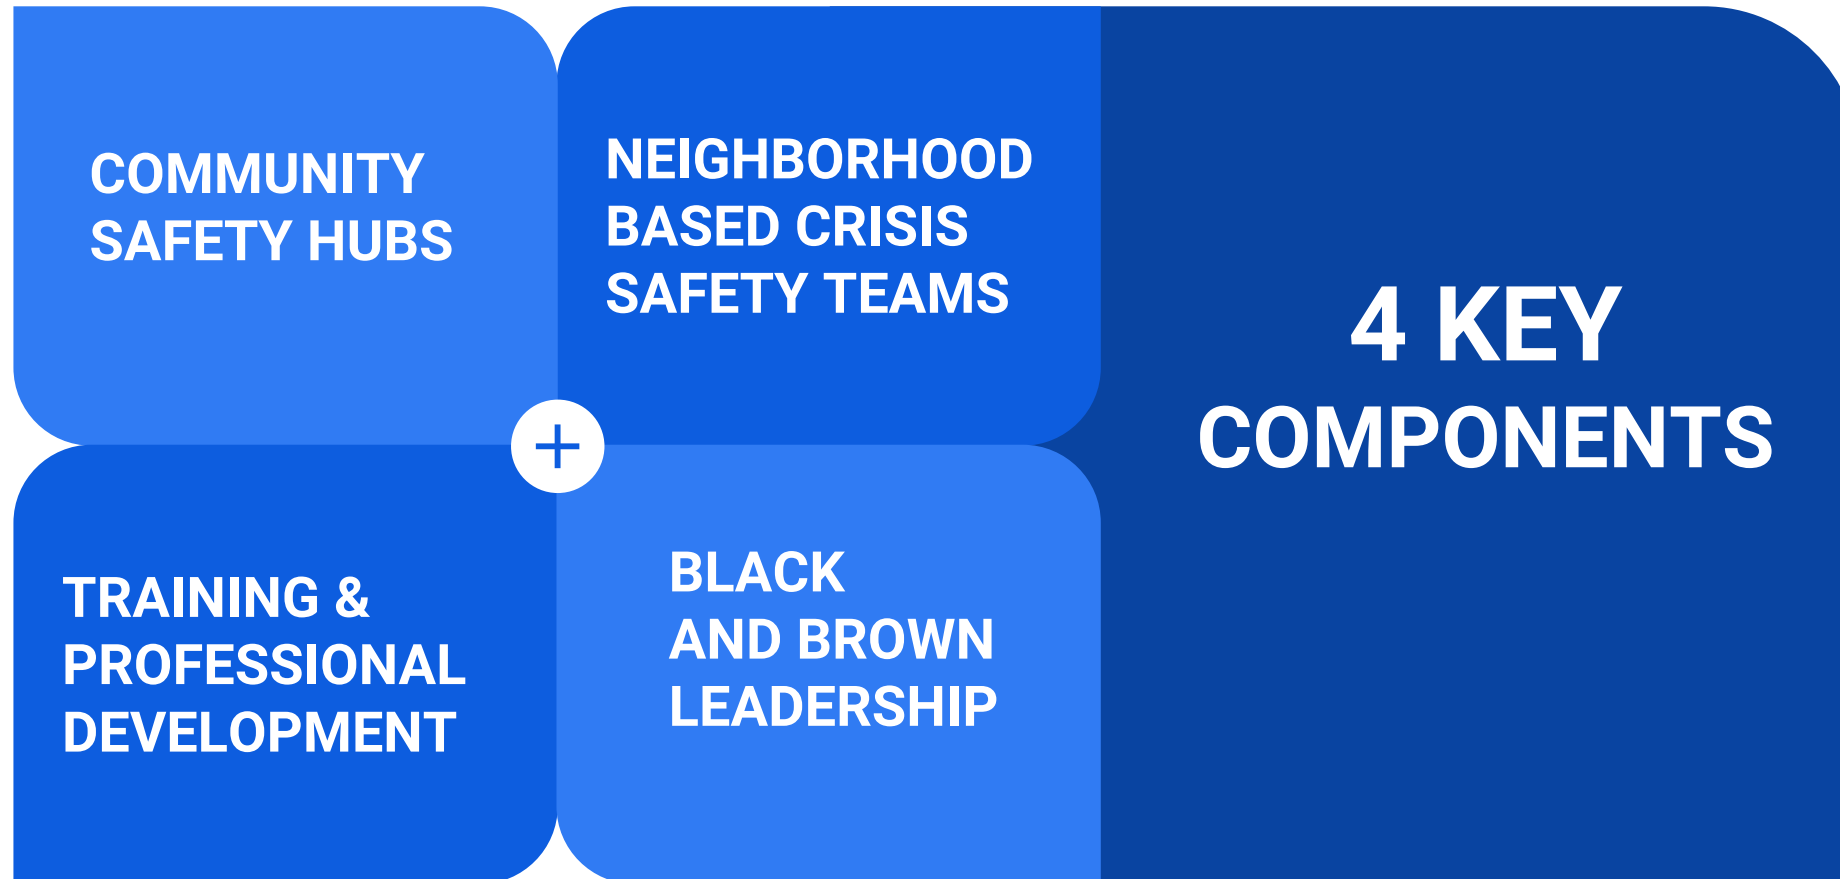 COMMUNITY
SAFETY HUBS
NEIGHBORHOOD
BASED CRISIS
SAFETY TEAMS
TRAINING &
PROFESSIONAL
DEVELOPMENT
BLACK
AND BROWN
LEADERSHIP
4 KEY
COMPONENTS